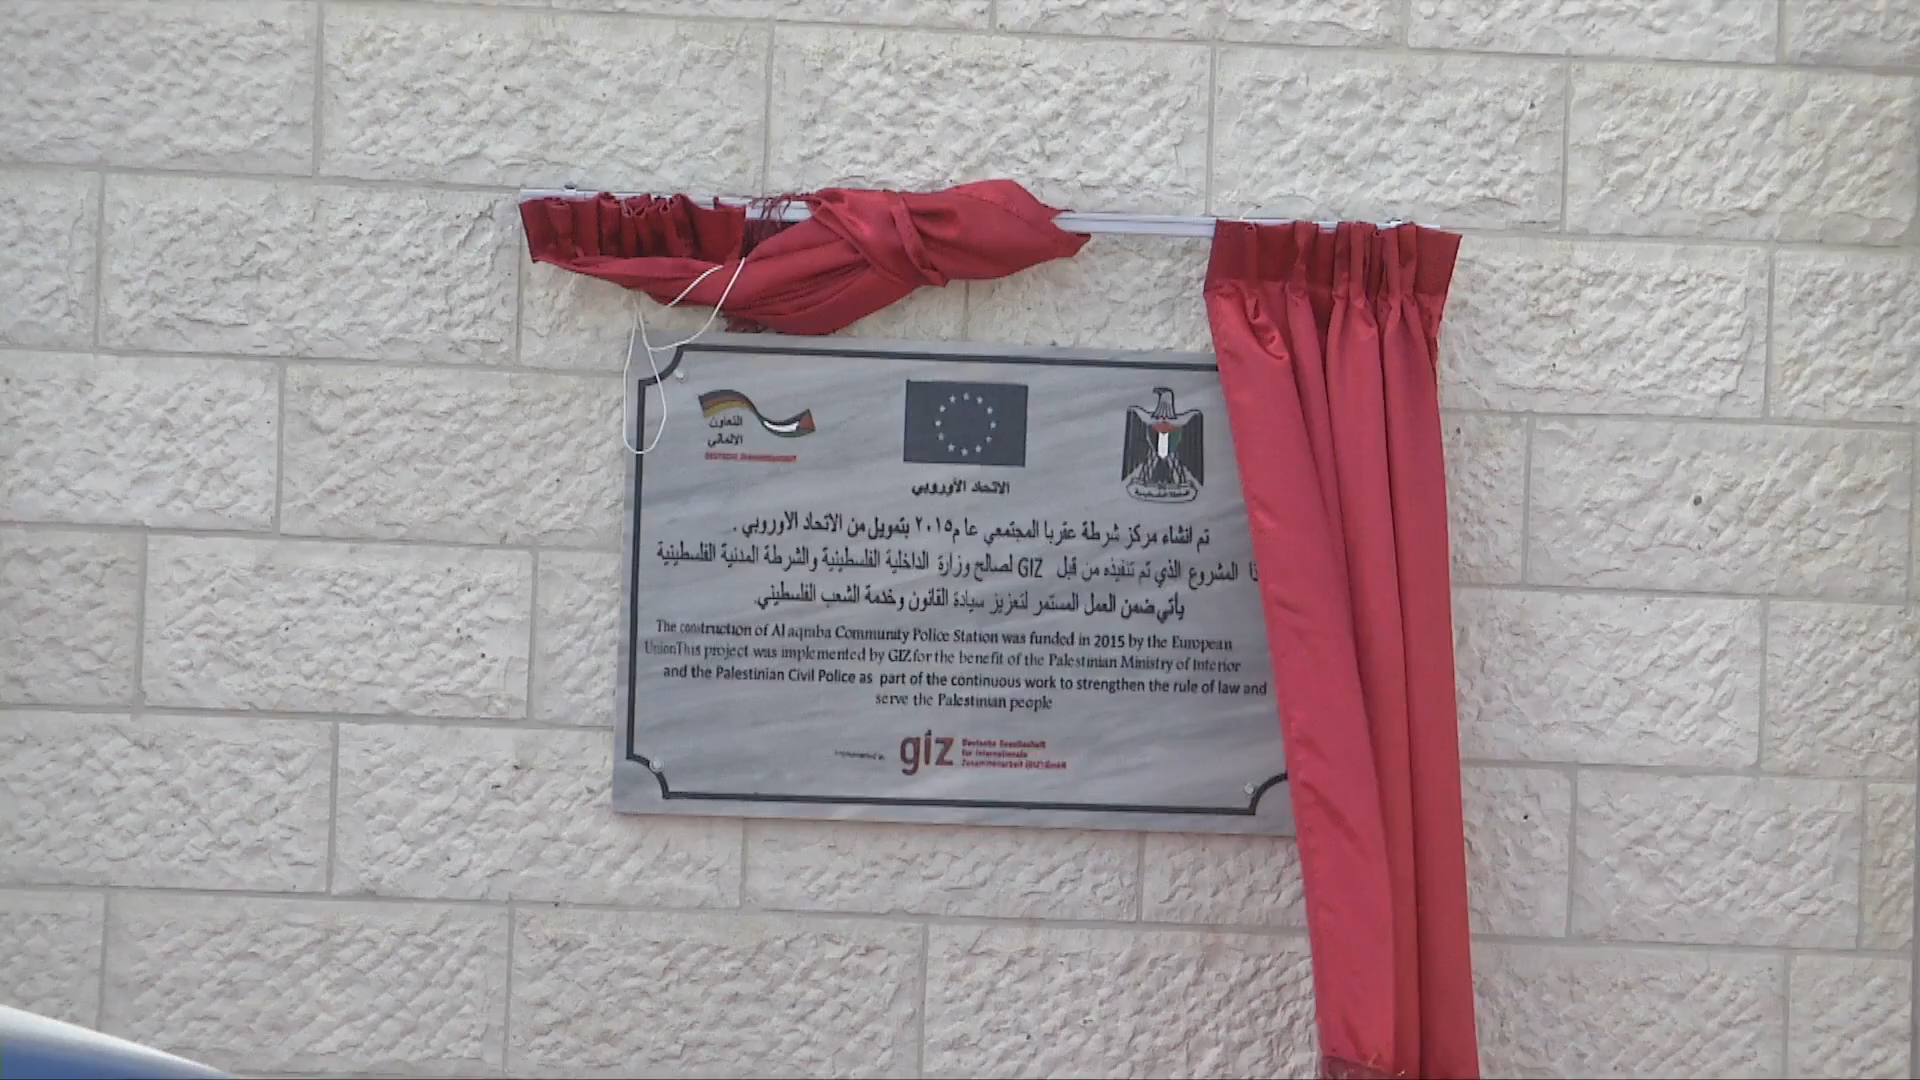 التعاون
الالماني
DEUTSCHE ZUSAMMENARBEIT
الاتحاد الأوروبي
تم انشاء مركز شرطة عقربا المجتمعي عام ٢٠١٥ بتمويل من الاتحاد الاوروبي .
المشروع الذي تم تنفيذه من قبل GIZ لصالح وزارة الداخلية الفلسطينية والشرطة المدنية الفلسطينية
يأتي ضمن العمل المستمر لتعزيز سيادة القانون وخدمة الشعب الفلسطيني.
The construction of Al aqraba Community Police Station was funded in 2015 by the European
UnionThis project was implemented by GIZ for the benefit of the Palestinian Ministry of Interior
and the Palestinian Civil Police as part of the continuous work to strengthen the rule of law and
serve the Palestinian people
giz
Deutsche Gesellschaft
für Internationale
Zusammenarbeit (GIZ) GmbH